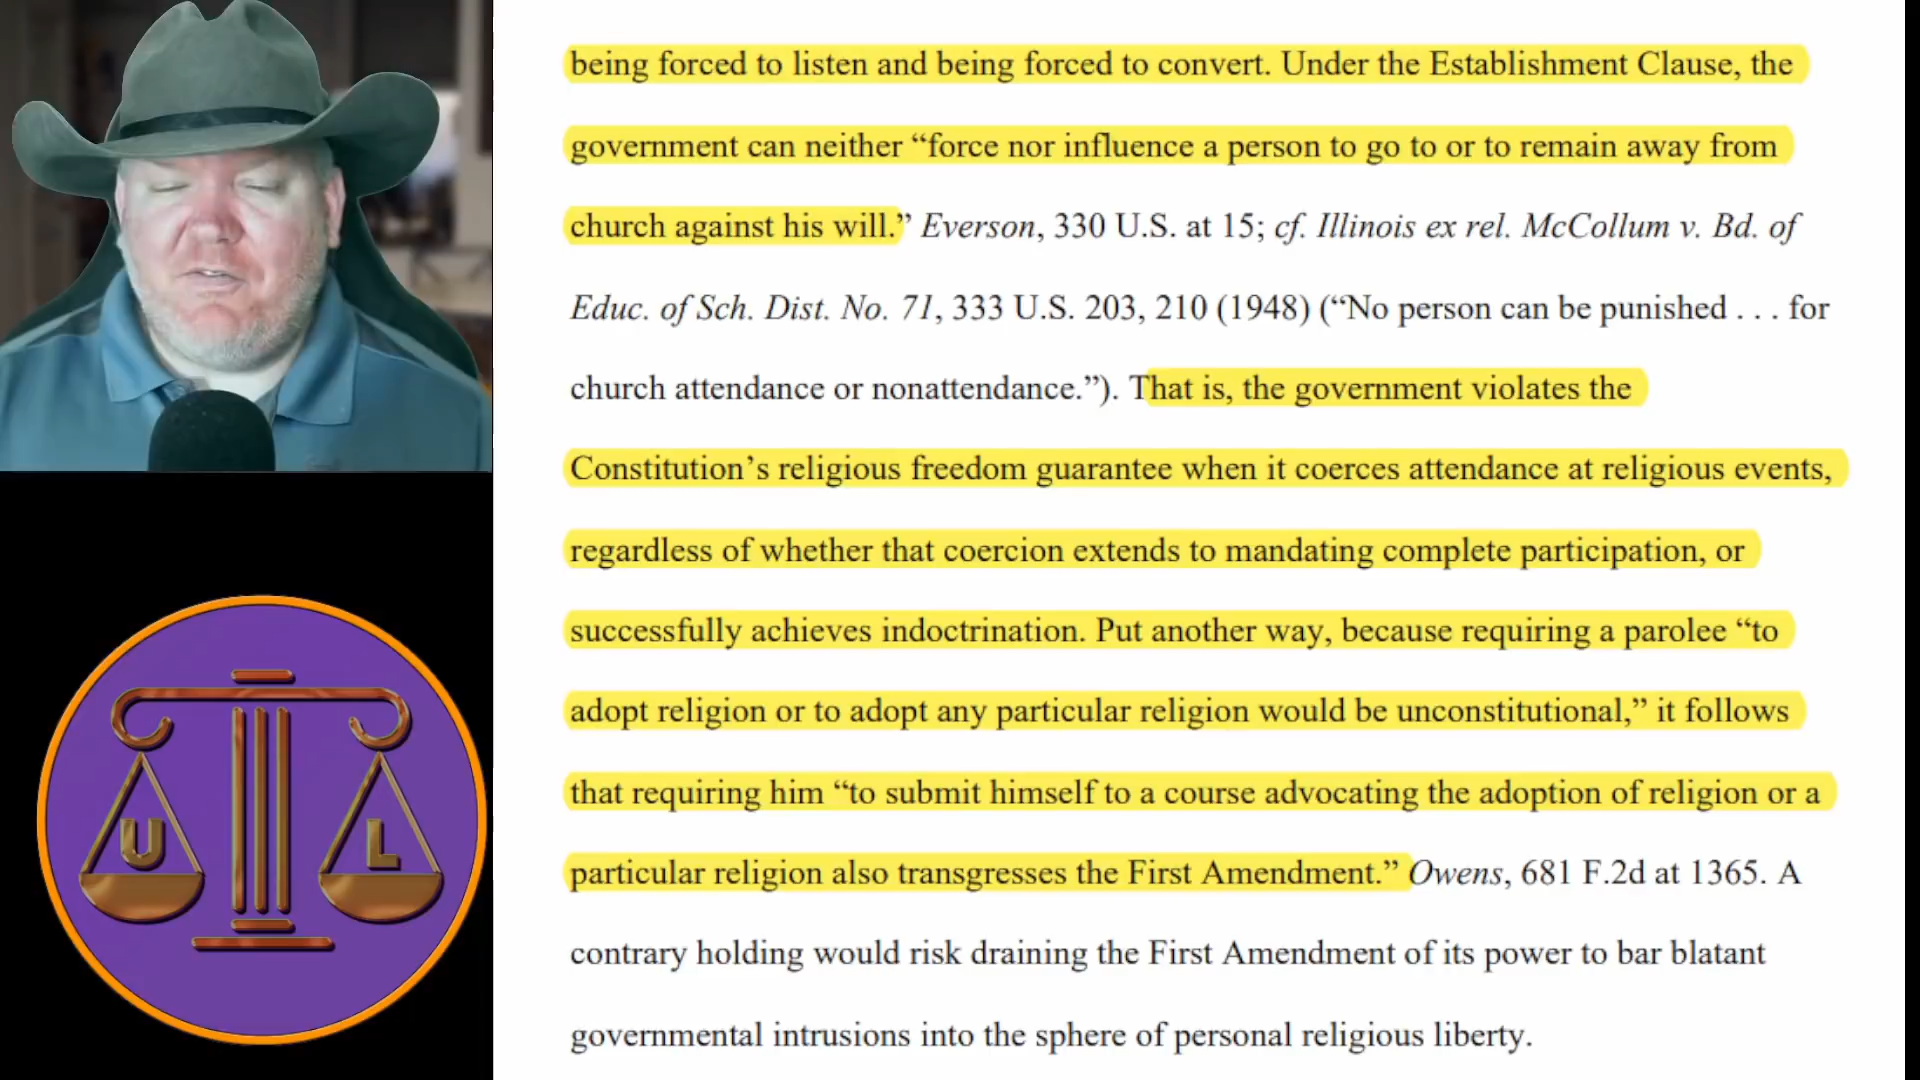 being forced to listen and being forced to convert. Under the Establishment Clause, the
government can neither “force nor influence a person to go to or to remain away from
church against his will.” Everson, 330 U.S. at 15; cf. Illinois ex rel. McCollum v. Bd. of
Educ. of Sch. Dist. No. 71, 333 U.S. 203, 210 (1948) (“No person can be punished . . . for
church attendance or nonattendance.”). That is, the government violates the
Constitution’s religious freedom guarantee when it coerces attendance at religious events,
regardless of whether that coercion extends to mandating complete participation, or
successfully achieves indoctrination. Put another way, because requiring a parolee “to
adopt religion or to adopt any particular religion would be unconstitutional,” it follows
that requiring him “to submit himself to a course advocating the adoption of religion or a
particular religion also transgresses the First Amendment.” Owens, 681 F.2d at 1365. A
contrary holding would risk draining the First Amendment of its power to bar blatant
governmental intrusions into the sphere of personal religious liberty.
U L